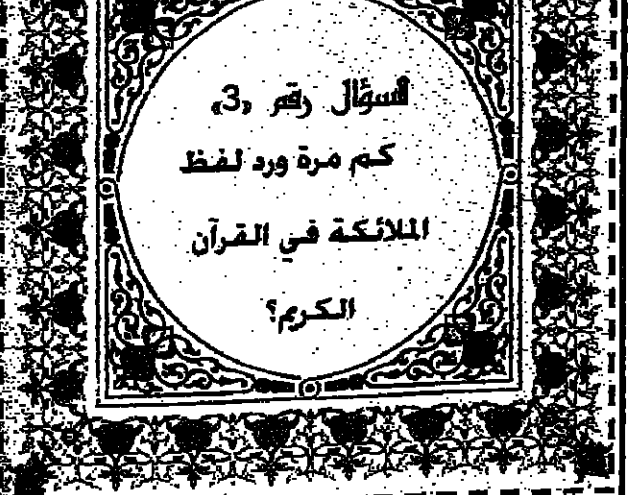 السؤال رقم «3»
كم مرة ورد لفظ
الملائكة في القرآن
الكريم؟